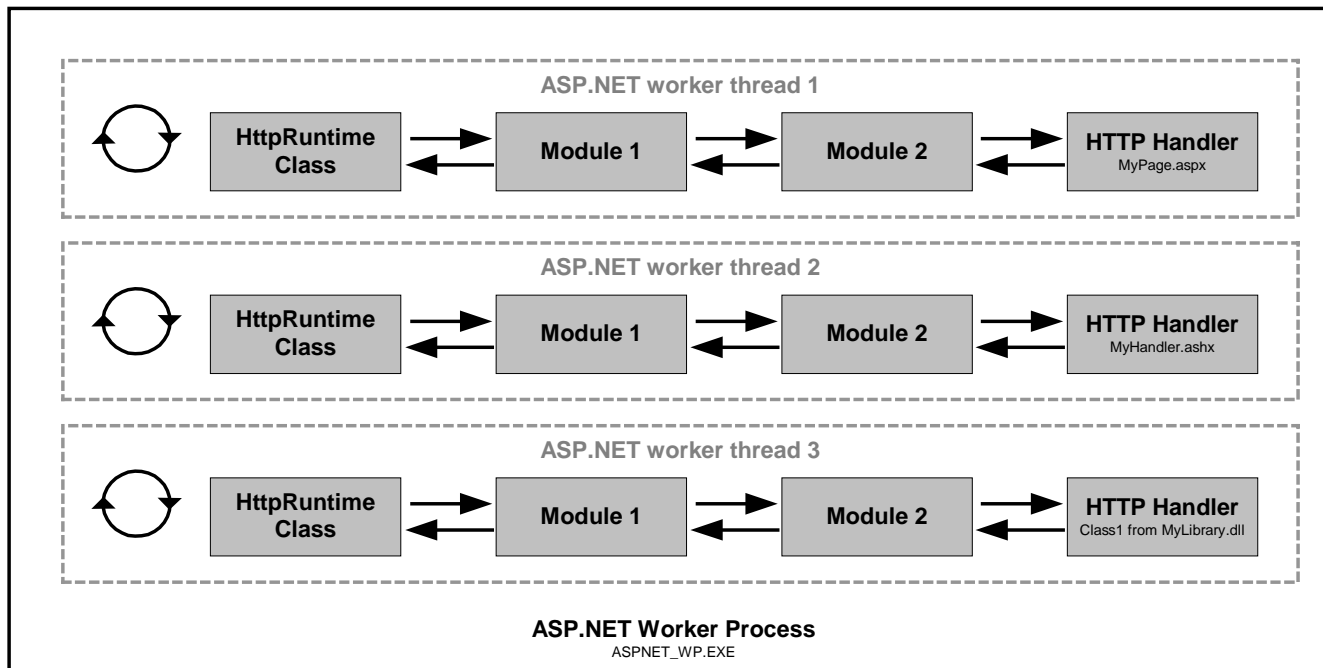 ASP.NET worker thread 1
HttpRuntime
Class
Module 1
Module 2
HTTP Handler
MyPage.aspx
ASP.NET worker thread 2
HttpRuntime
Class
Module 1
Module 2
HTTP Handler
MyHandler.ashx
ASP.NET worker thread 3
HttpRuntime
Class
Module 1
Module 2
HTTP Handler
Class1 from MyLibrary.dll
ASP.NET Worker Process
ASPNET_WP.EXE